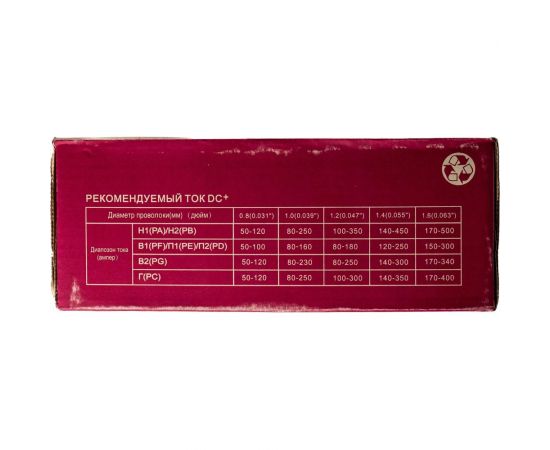 РЕКОМЕНДУЕМЫЙ ТОК DC+
Диаметр проволоки(мм) (дюйм) 0.8(0.031") 1.0(0.039") 1.2(0.047") 1.4(0.055") 1.6(0.063")
Диапозон тока
(ампер)
Н1(PA)/H2(PB) 50-120 80-250 100-350 140-450 170-500
В1(PF)/П1(PE)/П2(PD) 50-100 80-160 80-180 120-250 150-300
В2(PG) 50-120 80-230 80-250 140-300 170-340
Г(PC) 50-120 80-250 100-300 140-350 170-400